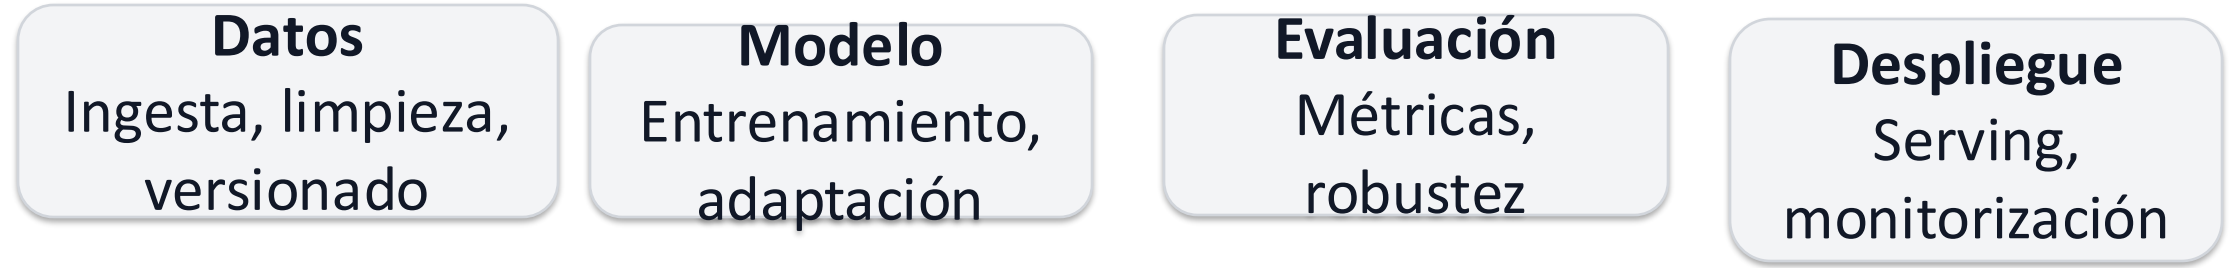 Datos
Ingesta, limpieza,
versionado
Modelo
Entrenamiento,
adaptación
Evaluación
Métricas,
robustez
Despliegue
Serving,
monitorización